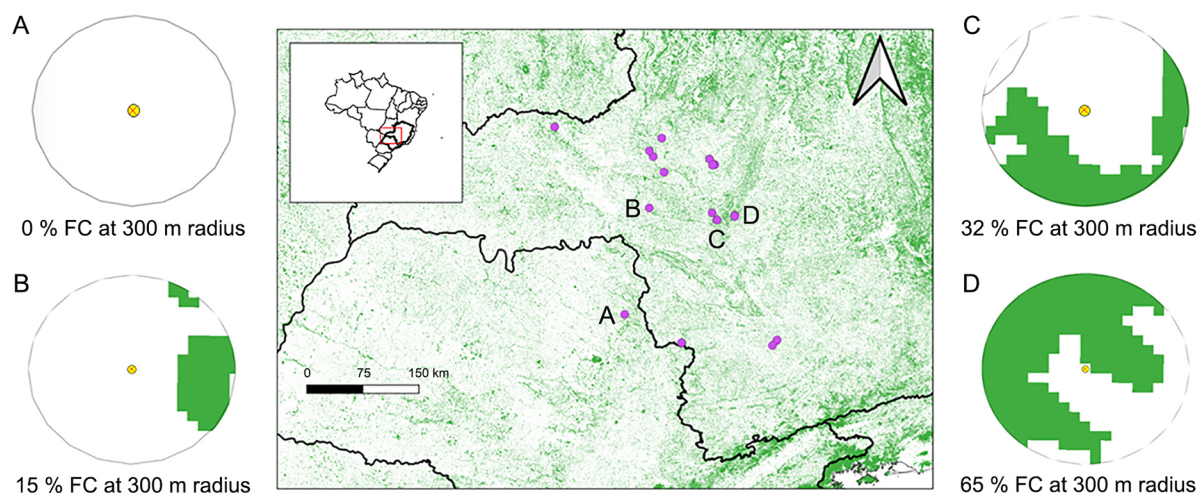 A
0 % FC at 300 m radius
B
15 % FC at 300 m radius
B
D
C
A
0 75 150 km
C
32 % FC at 300 m radius
D
65 % FC at 300 m radius